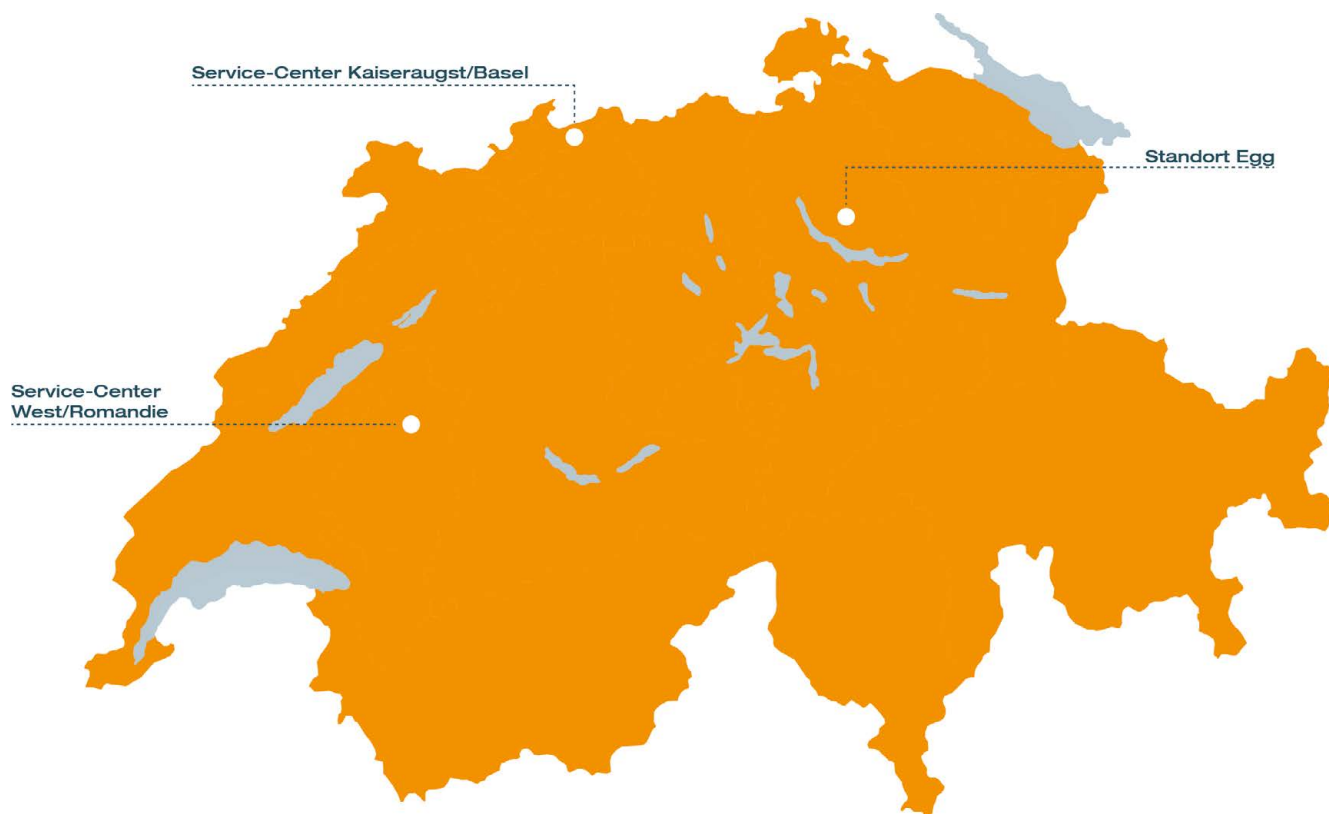 Service-Center Kaiseraugst/Basel
Standort Egg
Service-Center
West/Romandie